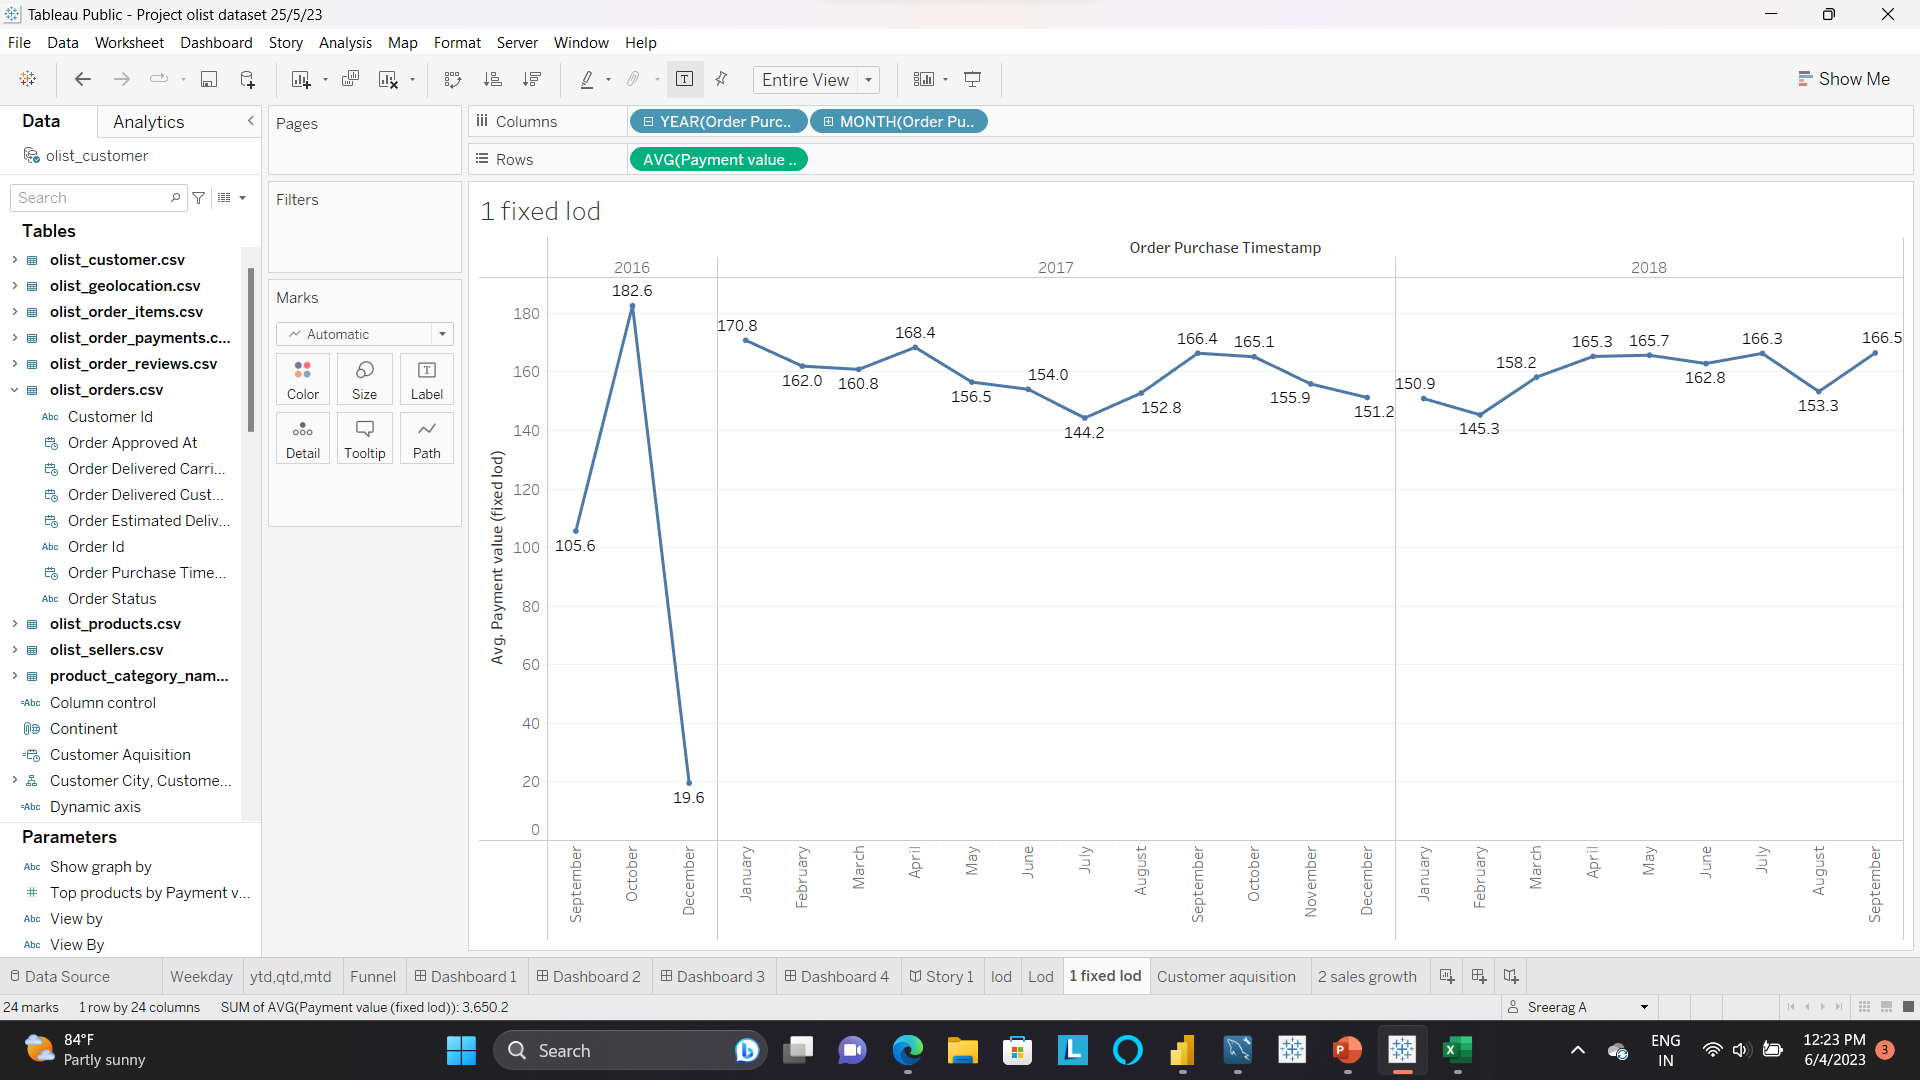 Tableau Public - Project olist dataset 25/5/23
File Data Worksheet Dashboard Story Analysis Map Format Server Window Help
Entire View
Show Me
Data Analytics
olist_customer
Search
Tables
olist_customer.csv
olist_geolocation.csv
olist_order_items.csv
olist_order_payments.c...
olist_order_reviews.csv
olist_orders.csv
Abc Customer Id
Order Approved At
Order Delivered Carri...
Order Delivered Cust...
Order Estimated Deliv...
Abc Order Id
Order Purchase Time...
Abc Order Status
olist_products.csv
olist_sellers.csv
product_category_nam...
=Abc Column control
Continent
Customer Aquisition
Customer City, Custome...
=Abc Dynamic axis
Parameters
Abc Show graph by
# Top products by Payment v...
Abc View by
Abc View By
Pages
Filters
Marks
Automatic
Color Size Label
Detail Tooltip Path
Columns YEAR(Order Purc.. MONTH(Order Pu..
Rows AVG(Payment value ..
1 fixed lod
Order Purchase Timestamp
2016 2017 2018
Avg. Payment value (fixed lod)
180
160
140
120
100
80
60
40
20
0
105.6
182.6
19.6
170.8
162.0
160.8
168.4
156.5
154.0
144.2
152.8
166.4
165.1
155.9
151.2
150.9
145.3
158.2
165.3
165.7
162.8
166.3
153.3
166.5
September
October
December
January
February
March
April
May
June
July
August
September
October
November
December
January
February
March
April
May
June
July
August
September
Data Source Weekday ytd,qtd,mtd Funnel Dashboard 1 Dashboard 2 Dashboard 3 Dashboard 4 Story 1 lod Lod 1 fixed lod Customer aquisition 2 sales growth
24 marks 1 row by 24 columns SUM of AVG(Payment value (fixed lod)): 3,650.2 Sreerag A
84°F
Partly sunny
Search
ENG
IN
12:23 PM
6/4/2023
3